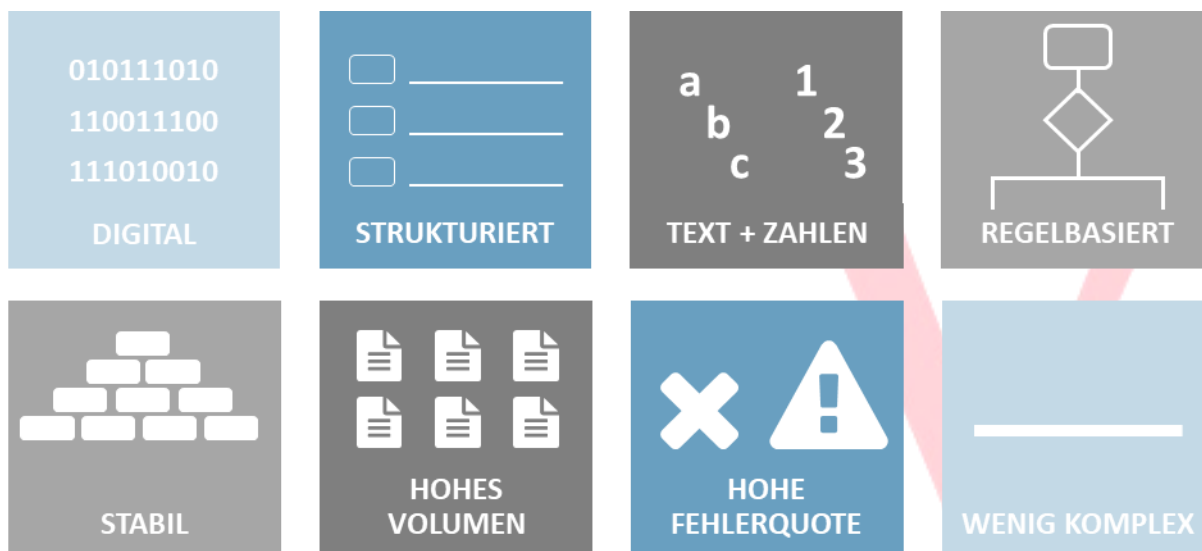 010111010
110011100
111010010
DIGITAL
STRUKTURIERT
a 1
b 2
c 3
TEXT + ZAHLEN
REGELBASIERT
STABIL
HOHES
VOLUMEN
!
HOHE
FEHLERQUOTE
WENIG KOMPLEX